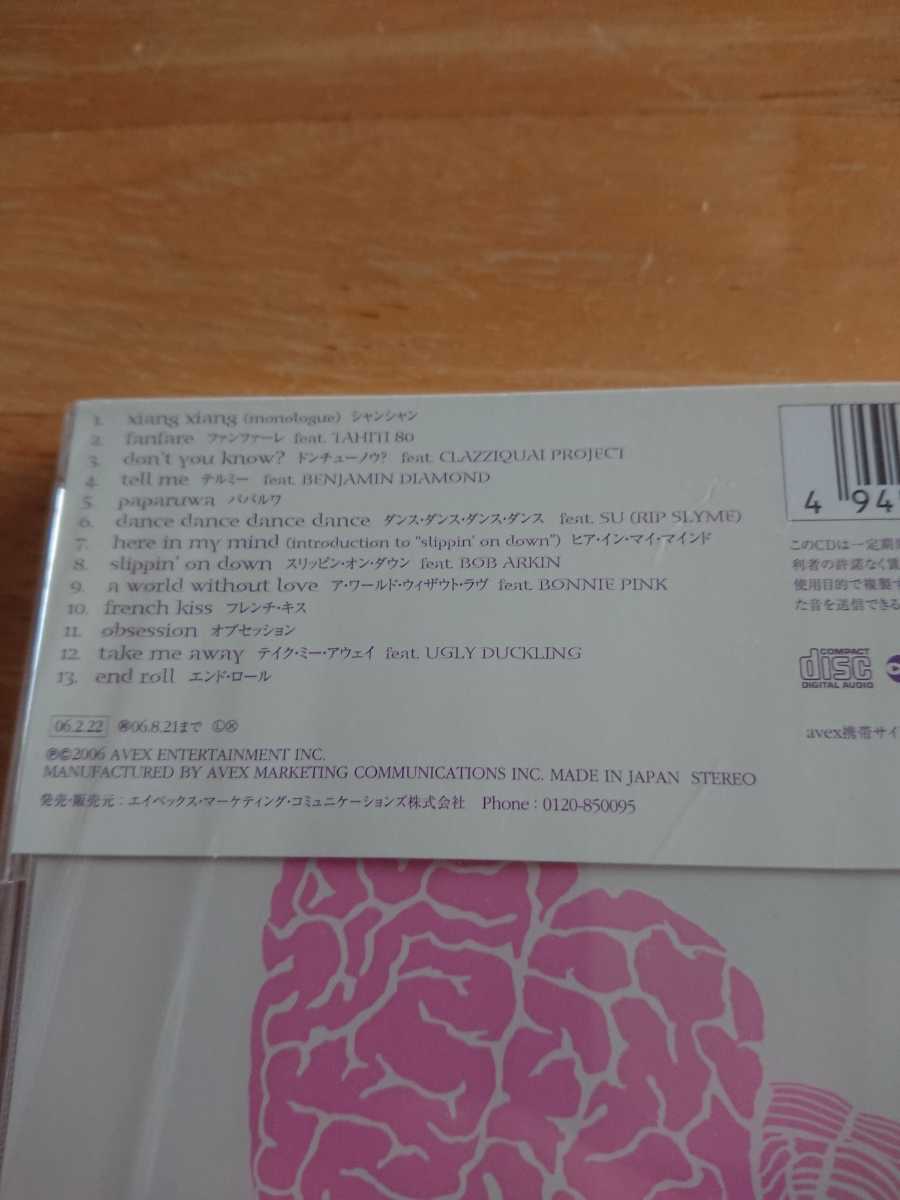 1. xiang xiang (monologue) シャンシャン
2. fanfare ファンファーレ feat. TAHITI 80
3. don't you know? ドンチューノウ? feat. CLAZZIQUAI PROJECT
4. tell me テルミー feat. BENJAMIN DIAMOND
5. paparuwa パパルワ
6. dance dance dance dance ダンス・ダンス・ダンス・ダンス feat. SU (RIP SLYME)
7. here in my mind (introduction to "slippin' on down") ヒア・イン・マイ・マインド
8. slippin' on down スリッピン・オン・ダウン feat. BOB ARKIN
9. a world without love ア・ワールド・ウィザウト・ラヴ feat. BONNIE PINK
10. french kiss フレンチ・キス
11. obsession オブセッション
12. take me away テイク・ミー・アウェイ feat. UGLY DUCKLING
13. end roll エンド・ロール
06.2.22 Ⓡ06.8.21まで ⓁⓇ
ⓅⒸ2006 AVEX ENTERTAINMENT INC.
MANUFACTURED BY AVEX MARKETING COMMUNICATIONS INC. MADE IN JAPAN STEREO
発売・販売元:エイベックス・マーケティング・コミュニケーションズ株式会社 Phone:0120-850095
4 94
このCDは一定期
利者の許諾なく賃
使用目的で複製す
た音を送信できる
COMPACT
disc
DIGITAL AUDIO
avex携帯サイ